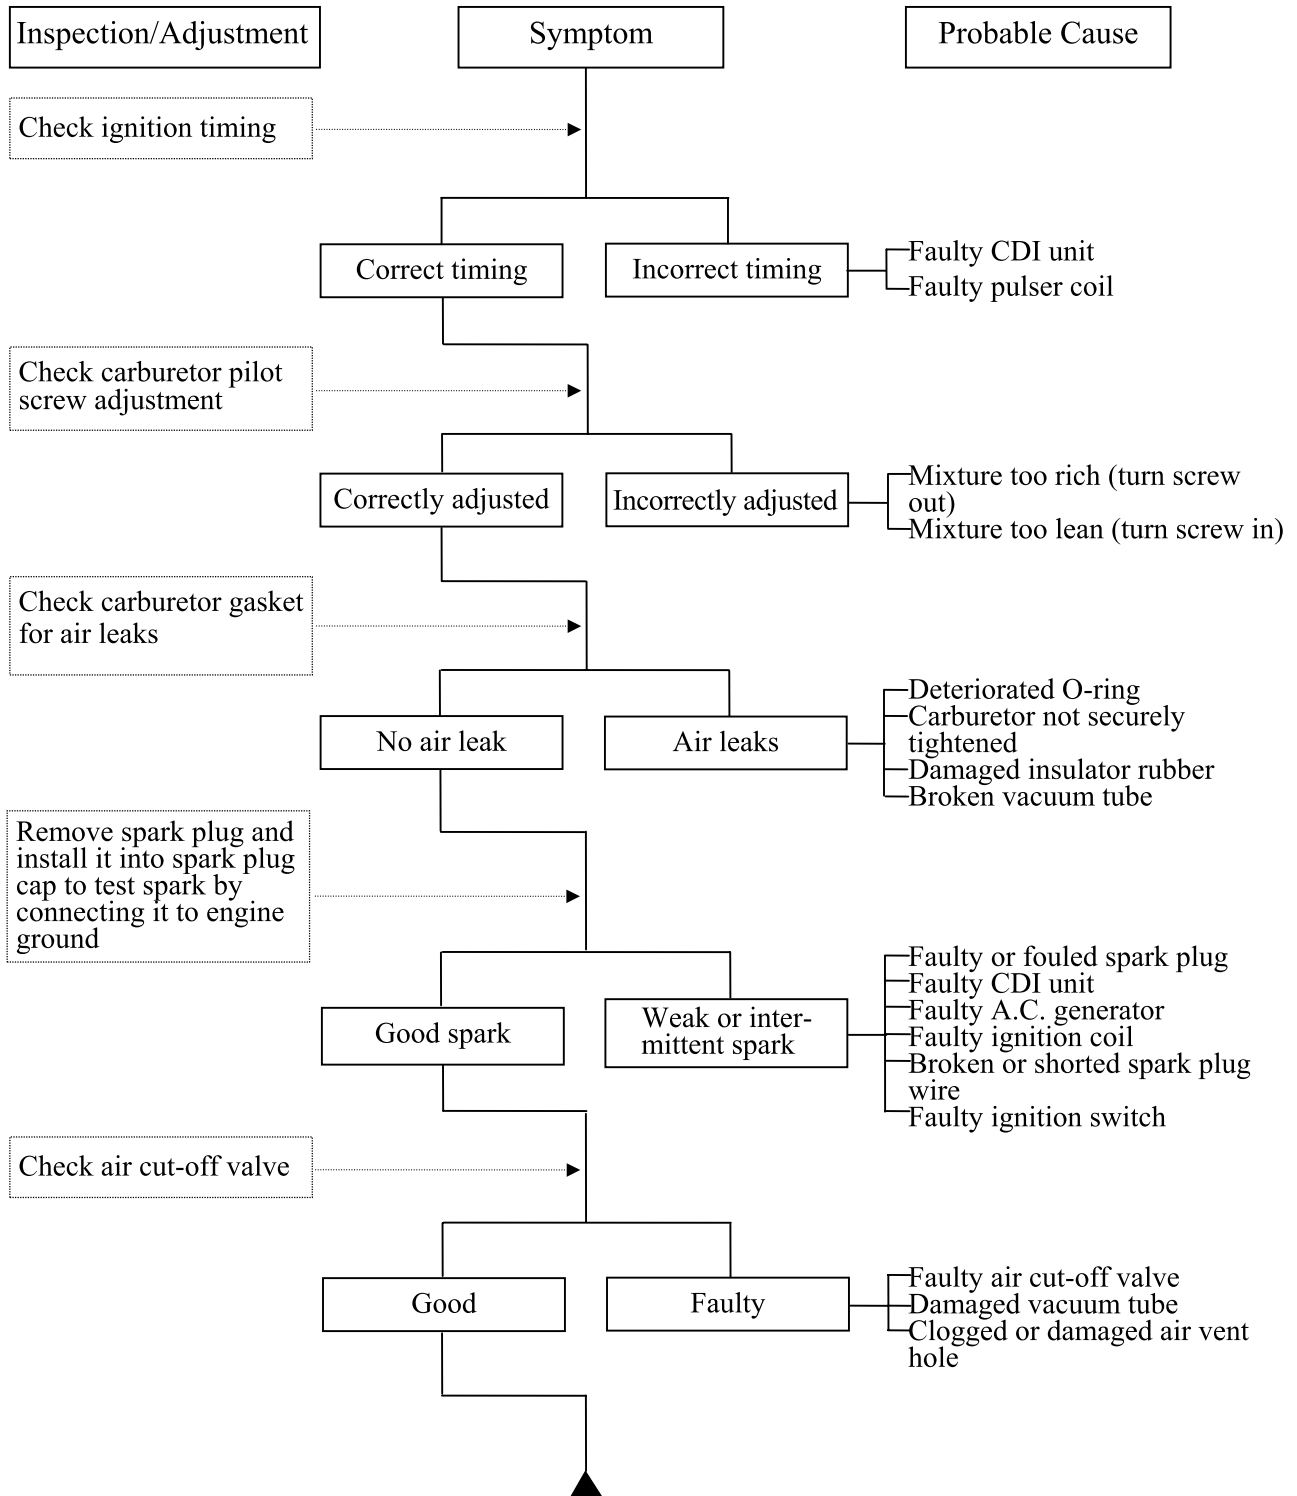 Inspection/Adjustment
Symptom
Probable Cause
Check ignition timing
Correct timing
Incorrect timing
Faulty CDI unit
Faulty pulser coil
Check carburetor pilot
screw adjustment
Correctly adjusted
Incorrectly adjusted
Mixture too rich (turn screw
out)
Mixture too lean (turn screw in)
Check carburetor gasket
for air leaks
No air leak
Air leaks
Deteriorated O-ring
Carburetor not securely
tightened
Damaged insulator rubber
Broken vacuum tube
Remove spark plug and
install it into spark plug
cap to test spark by
connecting it to engine
ground
Good spark
Weak or inter-
mittent spark
Faulty or fouled spark plug
Faulty CDI unit
Faulty A.C. generator
Faulty ignition coil
Broken or shorted spark plug
wire
Faulty ignition switch
Check air cut-off valve
Good
Faulty
Faulty air cut-off valve
Damaged vacuum tube
Clogged or damaged air vent
hole